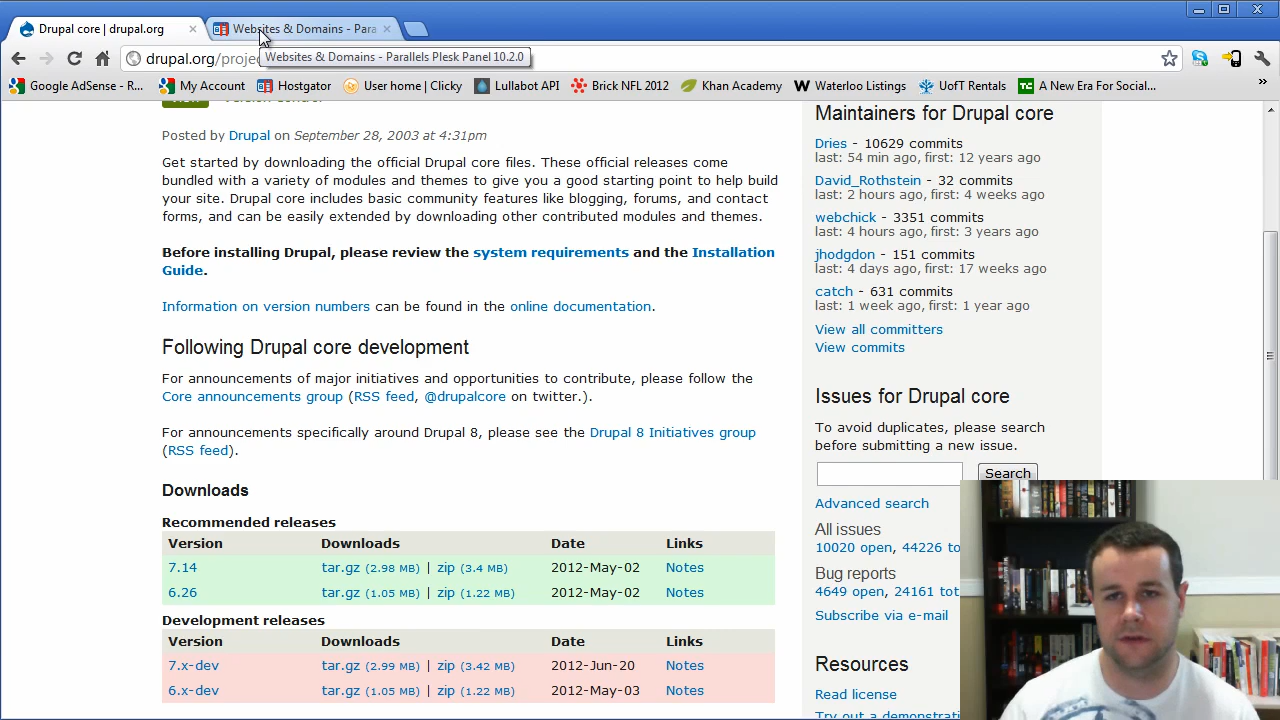 Drupal core | drupal.org
Websites & Domains - Para
drupal.org/projec
Websites & Domains - Parallels Plesk Panel 10.2.0
Google AdSense - R...
My Account
Hostgator
User home | Clicky
Lullabot API
Brick NFL 2012
Khan Academy
Waterloo Listings
UofT Rentals
A New Era For Social...
Posted by Drupal on September 28, 2003 at 4:31pm
Get started by downloading the official Drupal core files. These official releases come
bundled with a variety of modules and themes to give you a good starting point to help build
your site. Drupal core includes basic community features like blogging, forums, and contact
forms, and can be easily extended by downloading other contributed modules and themes.
Before installing Drupal, please review the system requirements and the Installation
Guide.
Information on version numbers can be found in the online documentation.
Following Drupal core development
For announcements of major initiatives and opportunities to contribute, please follow the
Core announcements group (RSS feed, @drupalcore on twitter.).
For announcements specifically around Drupal 8, please see the Drupal 8 Initiatives group
(RSS feed).
Downloads
Recommended releases
Version Downloads Date Links
7.14 tar.gz (2.98 MB) | zip (3.4 MB) 2012-May-02 Notes
6.26 tar.gz (1.05 MB) | zip (1.22 MB) 2012-May-02 Notes
Development releases
Version Downloads Date Links
7.x-dev tar.gz (2.99 MB) | zip (3.42 MB) 2012-Jun-20 Notes
6.x-dev tar.gz (1.05 MB) | zip (1.22 MB) 2012-May-03 Notes
Maintainers for Drupal core
Dries - 10629 commits
last: 54 min ago, first: 12 years ago
David_Rothstein - 32 commits
last: 2 hours ago, first: 4 weeks ago
webchick - 3351 commits
last: 4 hours ago, first: 3 years ago
jhodgdon - 151 commits
last: 4 days ago, first: 17 weeks ago
catch - 631 commits
last: 1 week ago, first: 1 year ago
View all committers
View commits
Issues for Drupal core
To avoid duplicates, please search
before submitting a new issue.
Search
Advanced search
All issues
10020 open, 44226 to
Bug reports
4649 open, 24161 tot
Subscribe via e-mail
Resources
Read license
Try out a demonstrati